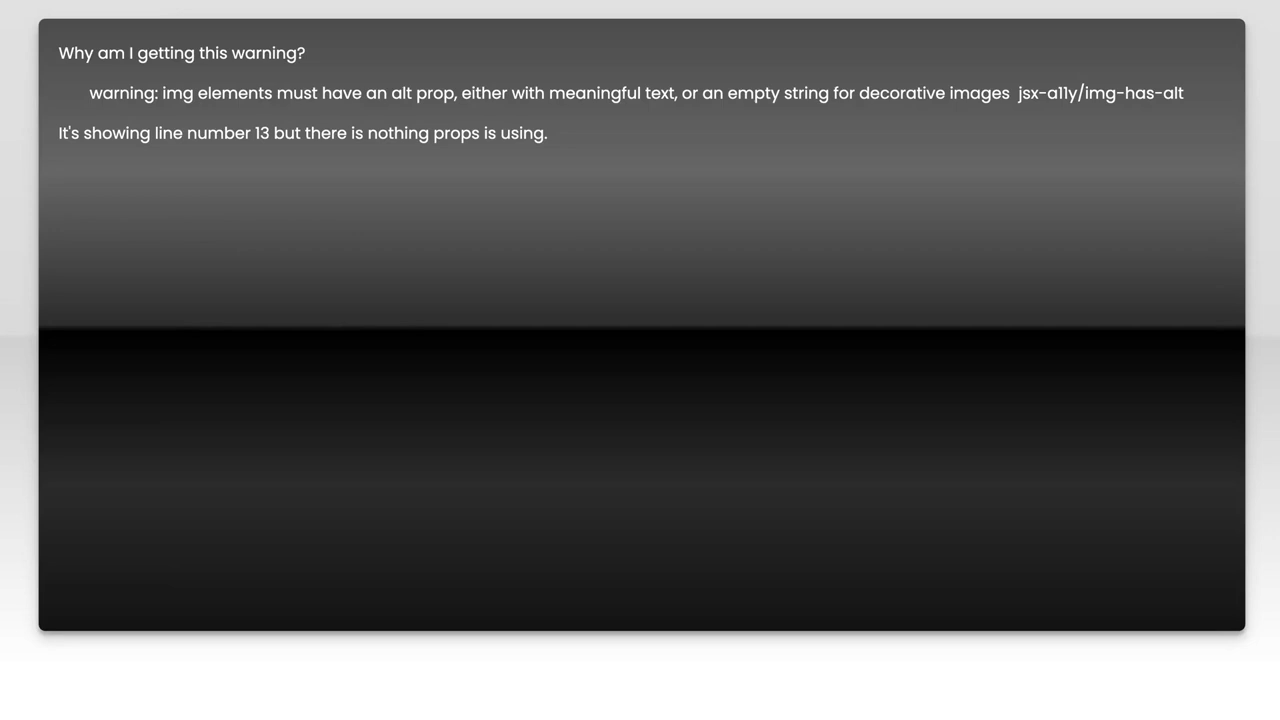 Why am I getting this warning?
warning: img elements must have an alt prop, either with meaningful text, or an empty string for decorative images  jsx-a11y/img-has-alt
It's showing line number 13 but there is nothing props is using.